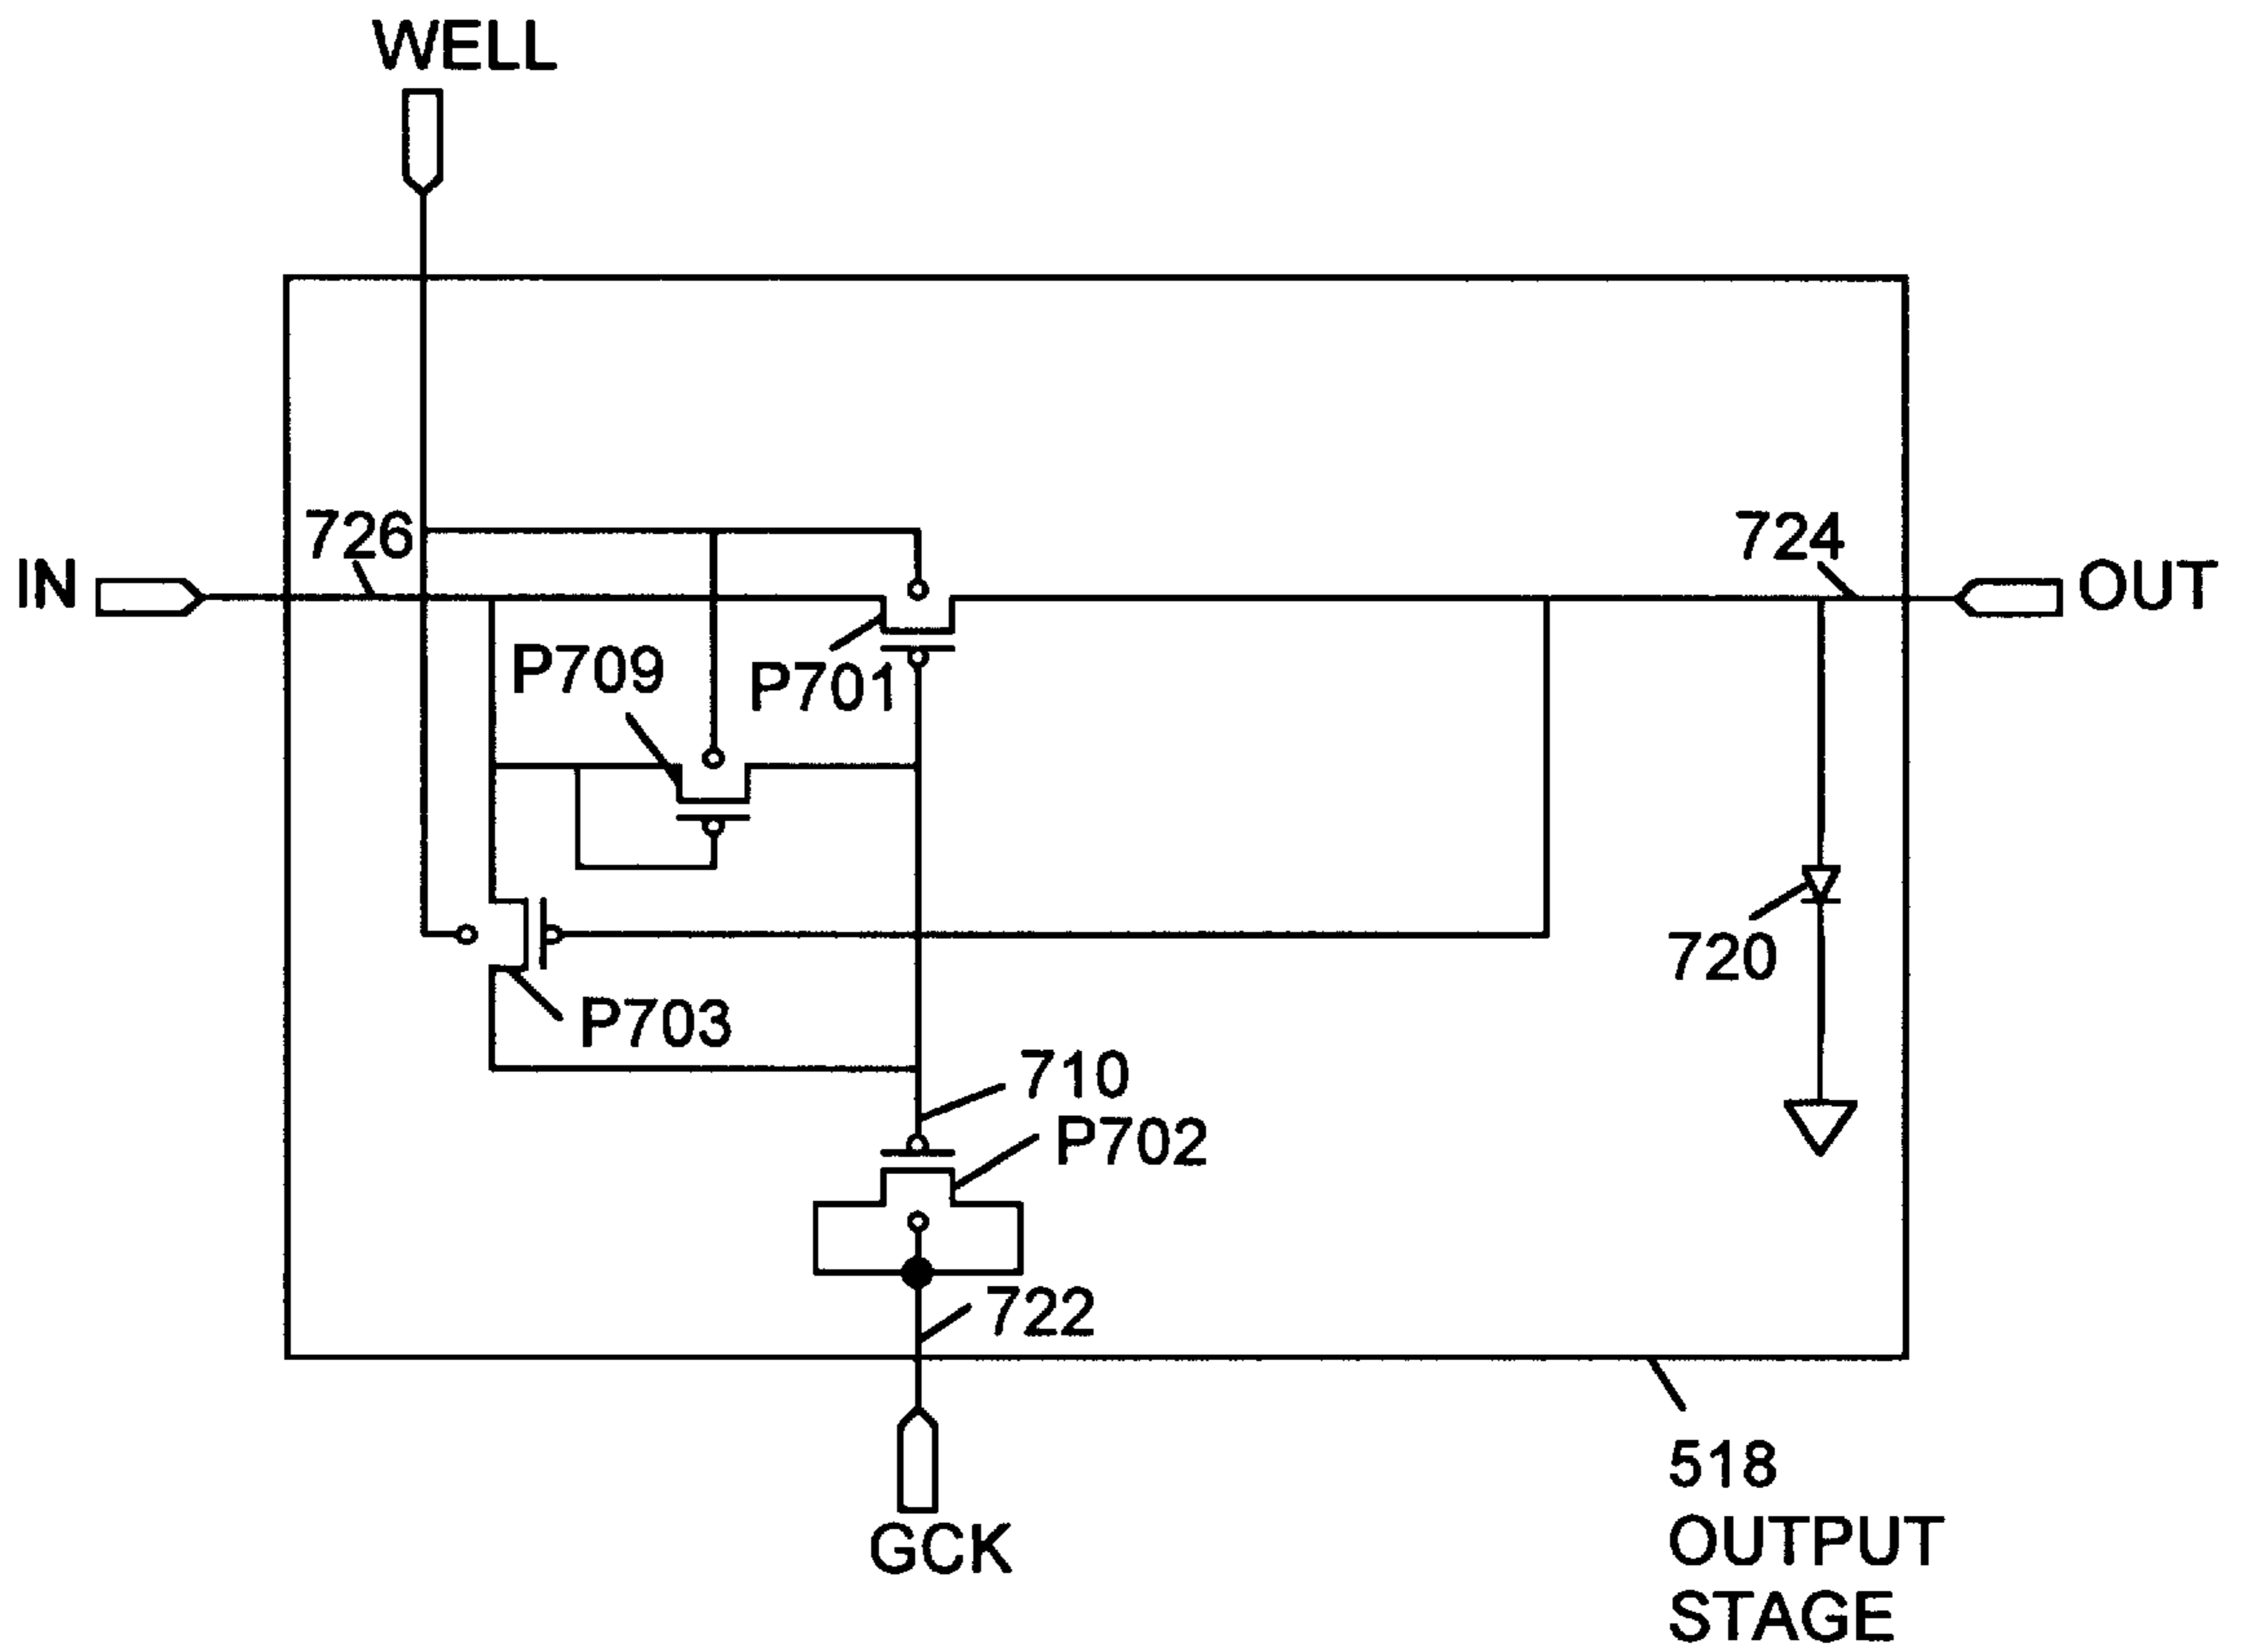 WELL
726
724
IN
OUT
P709
P701
720
P703
710
P702
722
518
OUTPUT
STAGE
GCK